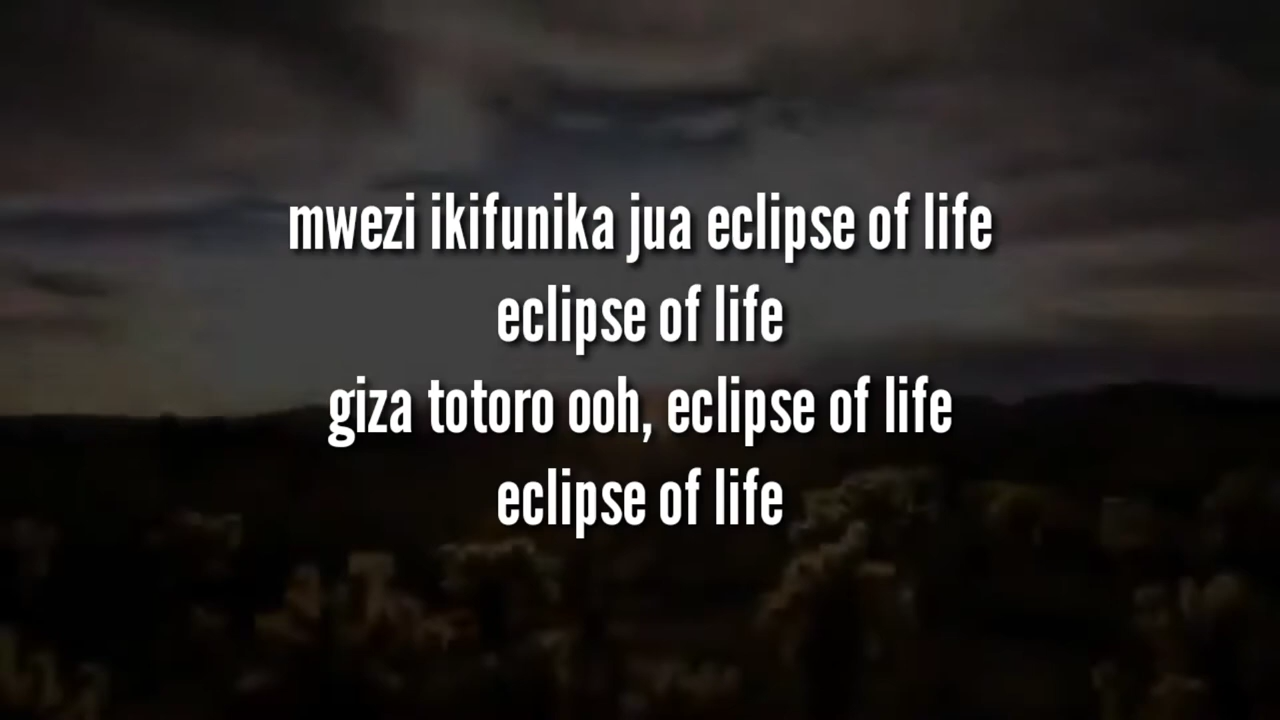 mwezi ikifunika jua eclipse of life
eclipse of life
giza totoro ooh, eclipse of life
eclipse of life